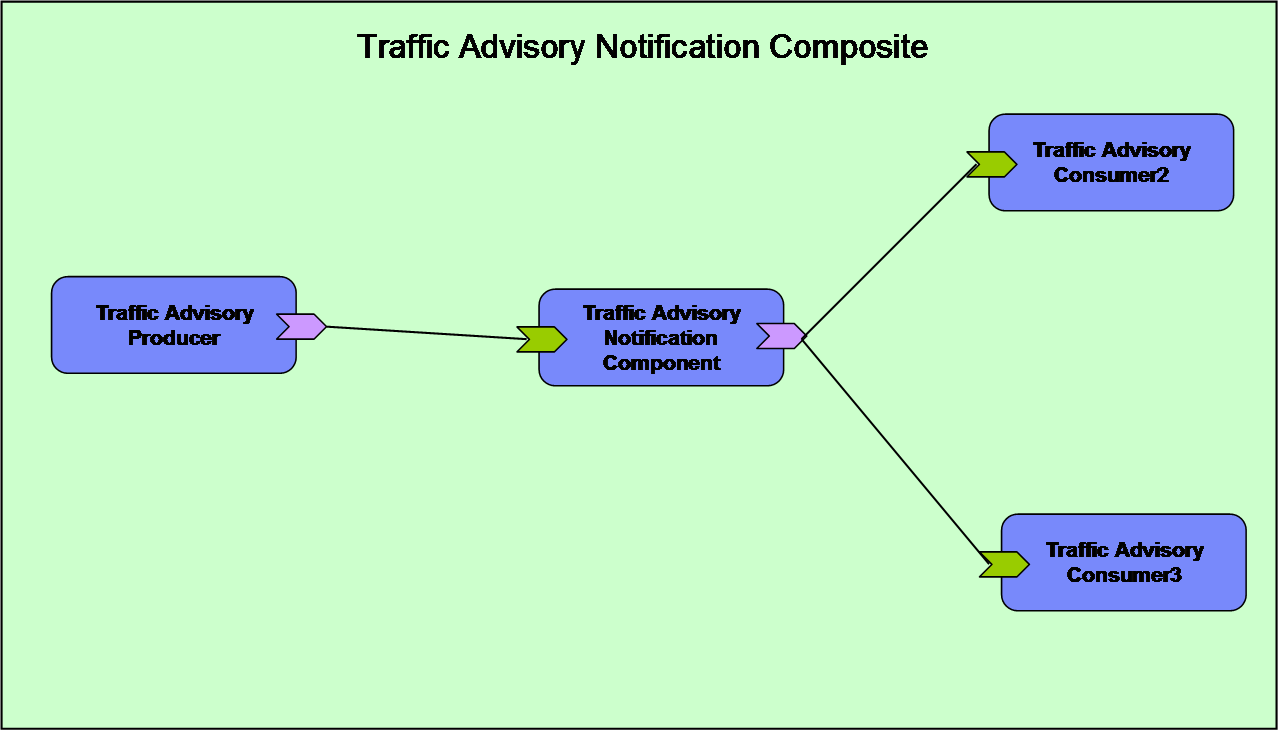 Traffic Advisory Notification Composite
Traffic Advisory
Consumer2
Traffic Advisory
Producer
Traffic Advisory
Notification
Component
Traffic Advisory
Consumer3